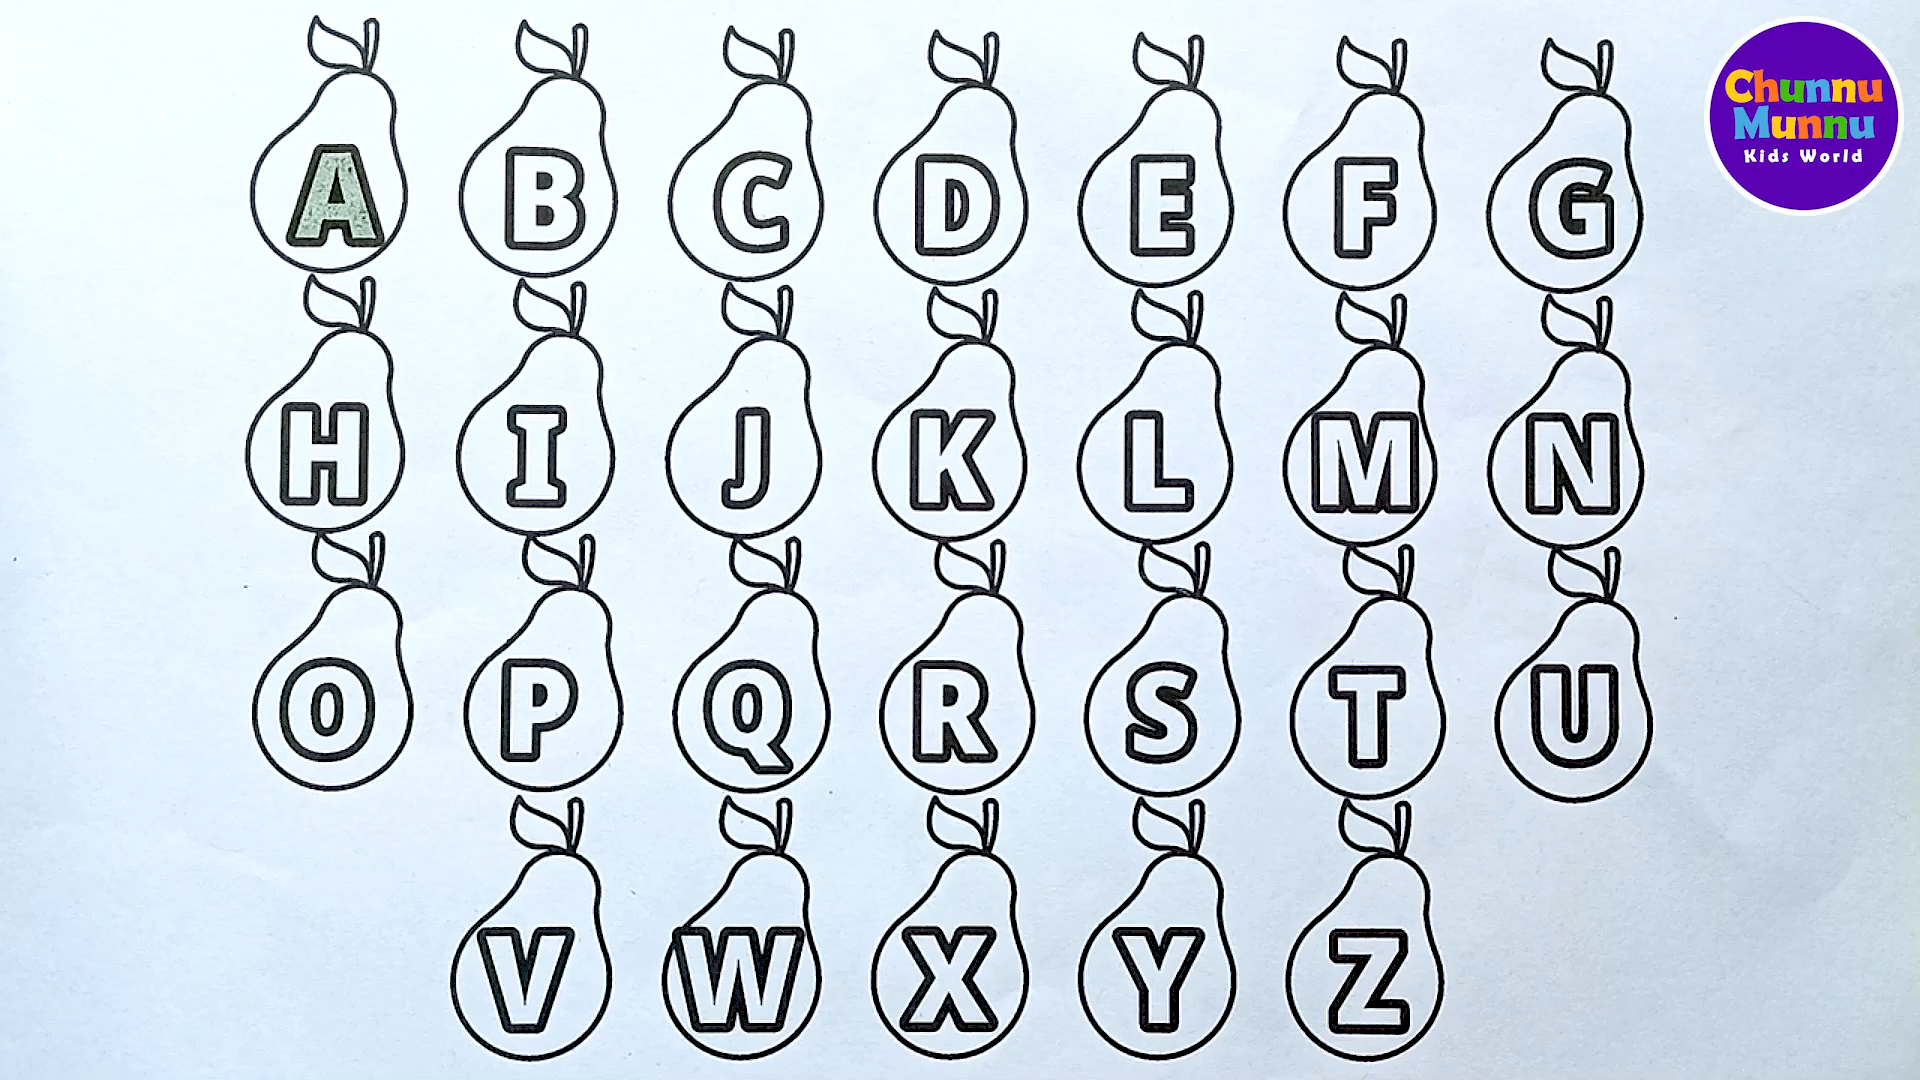 A B C D E F G
H I J K L M N
O P Q R S T U
V W X Y Z
Chunnu
Munnu
Kids World